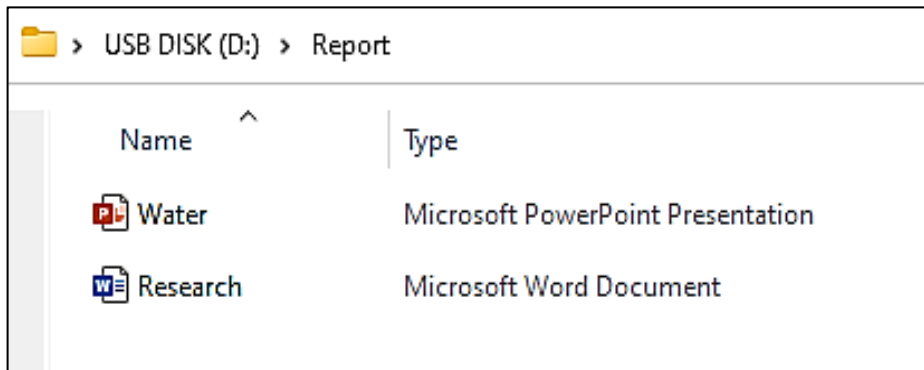 > USB DISK (D:) > Report
Name Type
Water Microsoft PowerPoint Presentation
Research Microsoft Word Document